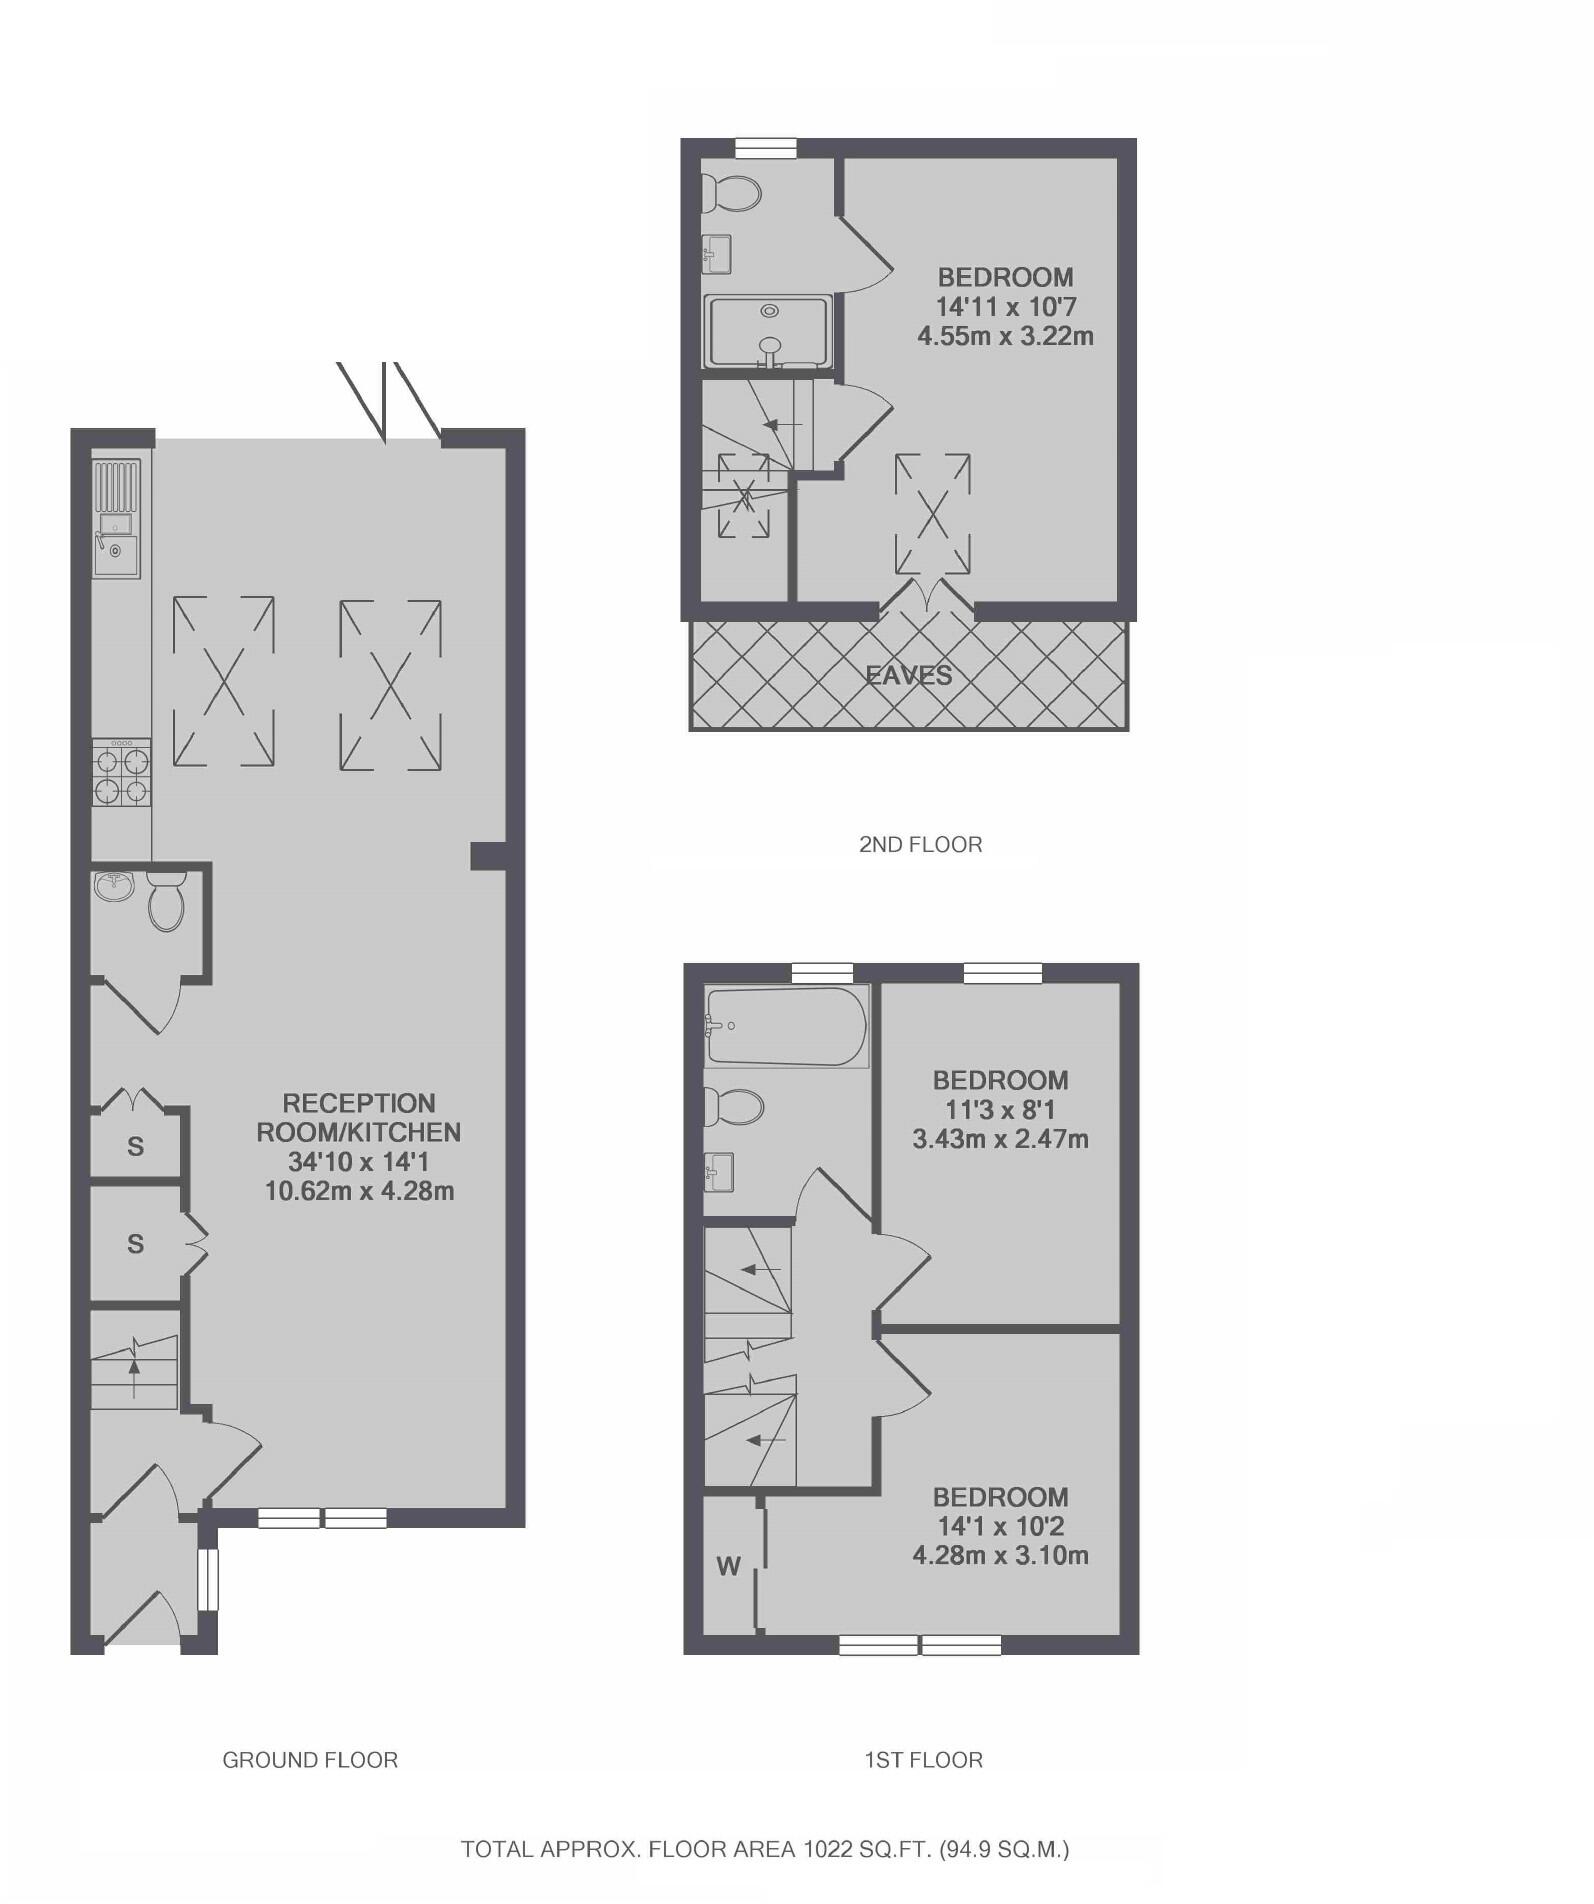 BEDROOM
14'11 x 10'7
4.55m x 3.22m
EAVES
2ND FLOOR
RECEPTION
ROOM/KITCHEN
34'10 x 14'1
10.62m x 4.28m
S
S
GROUND FLOOR
BEDROOM
11'3 x 8'1
3.43m x 2.47m
BEDROOM
14'1 x 10'2
4.28m x 3.10m
W
1ST FLOOR
TOTAL APPROX. FLOOR AREA 1022 SQ.FT. (94.9 SQ.M.)